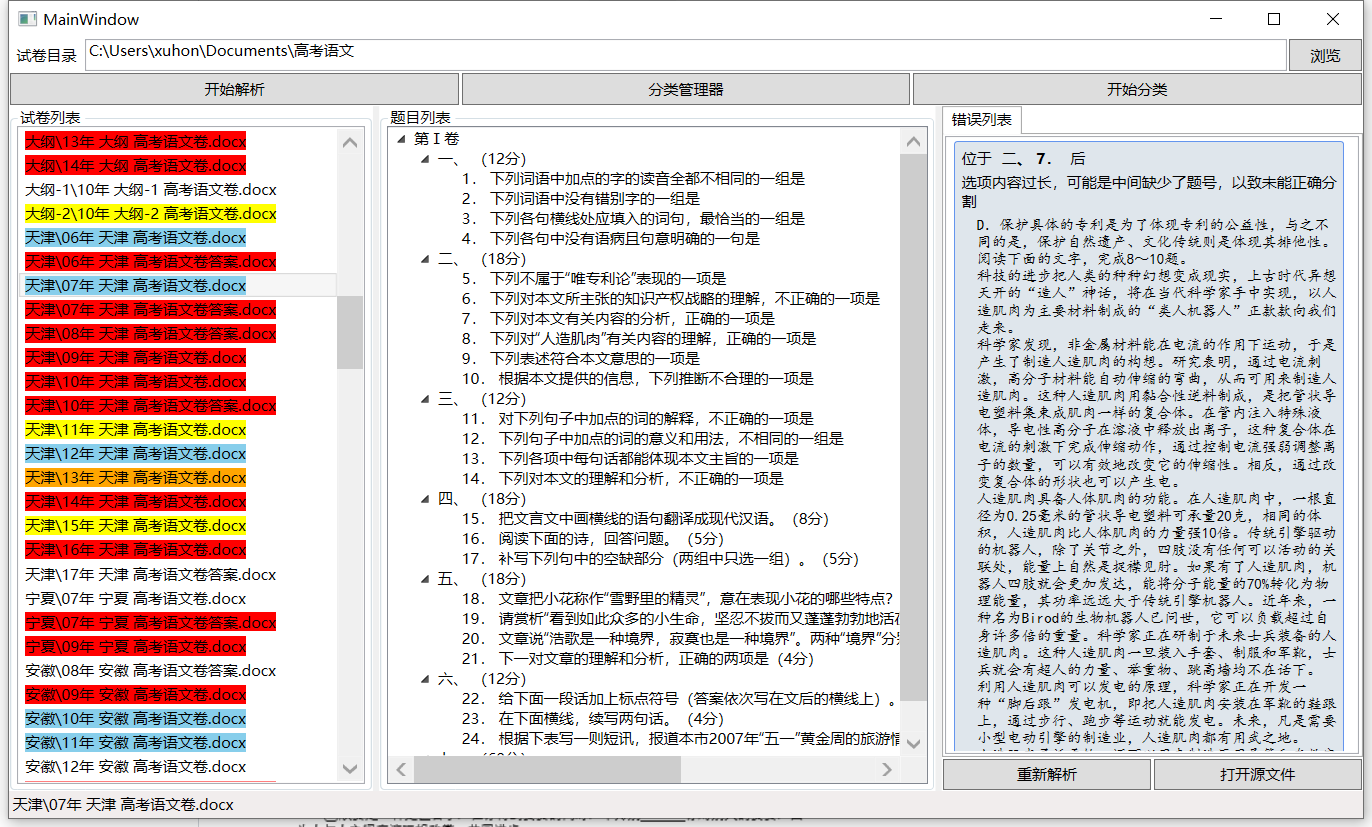 MainWindow
试卷目录
C:\Users\xuhon\Documents\高考语文
浏览
开始解析
分类管理器
开始分类
试卷列表
大纲\13年 大纲 高考语文卷.docx
大纲\14年 大纲 高考语文卷.docx
大纲-1\10年 大纲-1 高考语文卷.docx
大纲-2\10年 大纲-2 高考语文卷.docx
天津\06年 天津 高考语文卷.docx
天津\06年 天津 高考语文卷答案.docx
天津\07年 天津 高考语文卷.docx
天津\07年 天津 高考语文卷答案.docx
天津\08年 天津 高考语文卷答案.docx
天津\09年 天津 高考语文卷.docx
天津\10年 天津 高考语文卷.docx
天津\10年 天津 高考语文卷答案.docx
天津\11年 天津 高考语文卷.docx
天津\12年 天津 高考语文卷.docx
天津\13年 天津 高考语文卷.docx
天津\14年 天津 高考语文卷.docx
天津\15年 天津 高考语文卷.docx
天津\16年 天津 高考语文卷.docx
天津\17年 天津 高考语文卷答案.docx
宁夏\07年 宁夏 高考语文卷.docx
宁夏\07年 宁夏 高考语文卷答案.docx
宁夏\09年 宁夏 高考语文卷.docx
安徽\08年 安徽 高考语文卷答案.docx
安徽\09年 安徽 高考语文卷.docx
安徽\10年 安徽 高考语文卷.docx
安徽\11年 安徽 高考语文卷.docx
安徽\12年 安徽 高考语文卷.docx
题目列表
第Ⅰ卷
一、 (12分)
1. 下列词语中加点的字的读音全都不相同的一组是
2. 下列词语中没有错别字的一组是
3. 下列各句横线处应填入的词句，最恰当的一组是
4. 下列各句中没有语病且句意明确的一句是
二、 (18分)
5. 下列不属于“唯专利论”表现的一项是
6. 下列对本文所主张的知识产权战略的理解，不正确的一项是
7. 下列对本文有关内容的分析，正确的一项是
8. 下列对“人造肌肉”有关内容的理解，正确的一项是
9. 下列表述符合本文意思的一项是
10. 根据本文提供的信息，下列推断不合理的一项是
三、 (12分)
11. 对下列句子中加点的词的解释，不正确的一项是
12. 下列句子中加点的词的意义和用法，不相同的一组是
13. 下列各项中每句话都能体现本文主旨的一项是
14. 下列对本文的理解和分析，不正确的一项是
四、 (18分)
15. 把文言文中画横线的语句翻译成现代汉语。（8分）
16. 阅读下面的诗，回答问题。（5分）
17. 补写下列句中的空缺部分（两组中只选一组）。（5分）
五、 (18分)
18. 文章把小花称作“雪野里的精灵”，意在表现小花的哪些特点？
19. 请赏析“看到如此众多的小生命，坚忍不拔而又蓬蓬勃勃地活在
20. 文章说“浩歌是一种境界，寂寞也是一种境界”。两种“境界”分别
21. 下一对文章的理解和分析，正确的两项是（4分）
六、 (12分)
22. 给下面一段话加上标点符号（答案依次写在文后的横线上）。
23. 在下面横线，续写两句话。（4分）
24. 根据下表写一则短讯，报道本市2007年“五一”黄金周的旅游情
错误列表
位于 二、7. 后
选项内容过长，可能是中间缺少了题号，以致未能正确分
割
D. 保护具体的专利是为了体现专利的公益性，与之不
同的是，保护自然遗产、文化传统则是体现其排他性。
阅读下面的文字，完成8～10题。
科技的进步把人类的种种幻想变成现实，上古时代异想
天开的“造人”神话，将在当代科学家手中实现，以人
造肌肉为主要材料制成的“类人机器人”正款款向我们
走来。
科学家发现，非金属材料能在电流的作用下运动，于是
产生了制造人造肌肉的构想。研究表明，通过电流刺
激，高分子材料能自动伸缩的弯曲，从而可用来制造人
造肌肉。这种人造肌肉用黏合性逆料制成，是把管状导
电塑料集束成肌肉一样的复合体。在管内注入特殊液
体，导电性高分子在溶液中释放出离子，这种复合体在
电流的刺激下完成伸缩动作，通过控制电流强弱调整离
子的数量，可以有效地改变它的伸缩性。相反，通过改
变复合体的形状也可以产生电。
人造肌肉具备人体肌肉的功能。在人造肌肉中，一根直
径为0.25毫米的管状导电塑料可承量20克，相同的体
积，人造肌肉比人体肌肉的力量强10倍。传统引擎驱动
的机器人，除了关节之外，四肢没有任何可以活动的关
联处，能量上自然是捉襟见肘。如果有了人造肌肉，机
器人四肢就会更加发达，能将分子能量的70%转化为物
理能量，其功率远远大于传统引擎机器人。近年来，一
种名为Birod的生物机器人已问世，它可以负载超过自
身许多倍的重量。科学家正在研制于未来士兵装备的人
造肌肉。这种人造肌肉一旦装入手套、制服和军靴，士
兵就会有超人的力量、举重物、跳高墙均不在话下。
利用人造肌肉可以发电的原理，科学家正在开发一
种“脚后跟”发电机，即把人造肌肉安装在军靴的鞋跟
上，通过步行、跑步等运动就能发电。未来，凡是需要
小型电动引擎的制造业，人造肌肉都有用武之地。
重新解析
打开源文件
天津\07年 天津 高考语文卷.docx